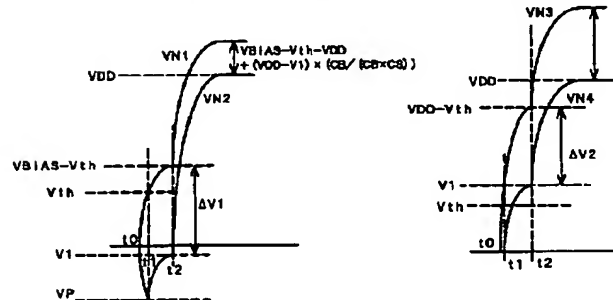 VN1
VBIAS-Vth-VDD
+ (VDD-V1) × (CB/(CB×CS))
VDD
VN2
VBIAS-Vth
Vth
ΔV1
t0
t1
t2
V1
VP
VN3
VDD
VN4
VDD-Vth
ΔV2
V1
Vth
t0
t1
t2